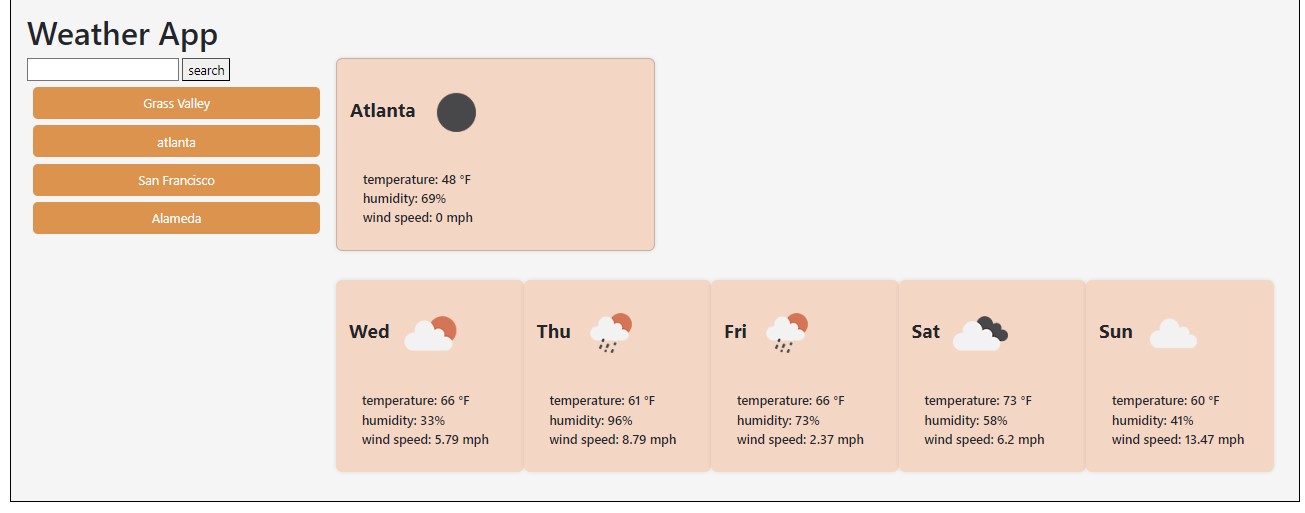 Weather App
search
Grass Valley
atlanta
San Francisco
Alameda
Atlanta
temperature: 48 °F
humidity: 69%
wind speed: 0 mph
Wed
temperature: 66 °F
humidity: 33%
wind speed: 5.79 mph
Thu
temperature: 61 °F
humidity: 96%
wind speed: 8.79 mph
Fri
temperature: 66 °F
humidity: 73%
wind speed: 2.37 mph
Sat
temperature: 73 °F
humidity: 58%
wind speed: 6.2 mph
Sun
temperature: 60 °F
humidity: 41%
wind speed: 13.47 mph